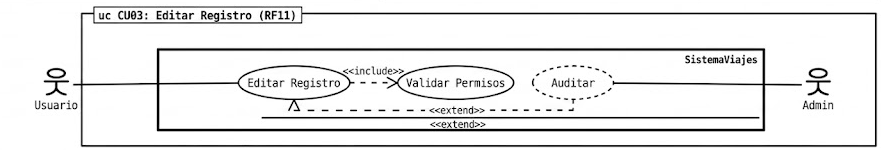 uc CU03: Editar Registro (RF11)
SistemaViajes
<<include>>
Editar Registro
Validar Permisos
Auditar
Usuario
Admin
<<extend>>
<<extend>>